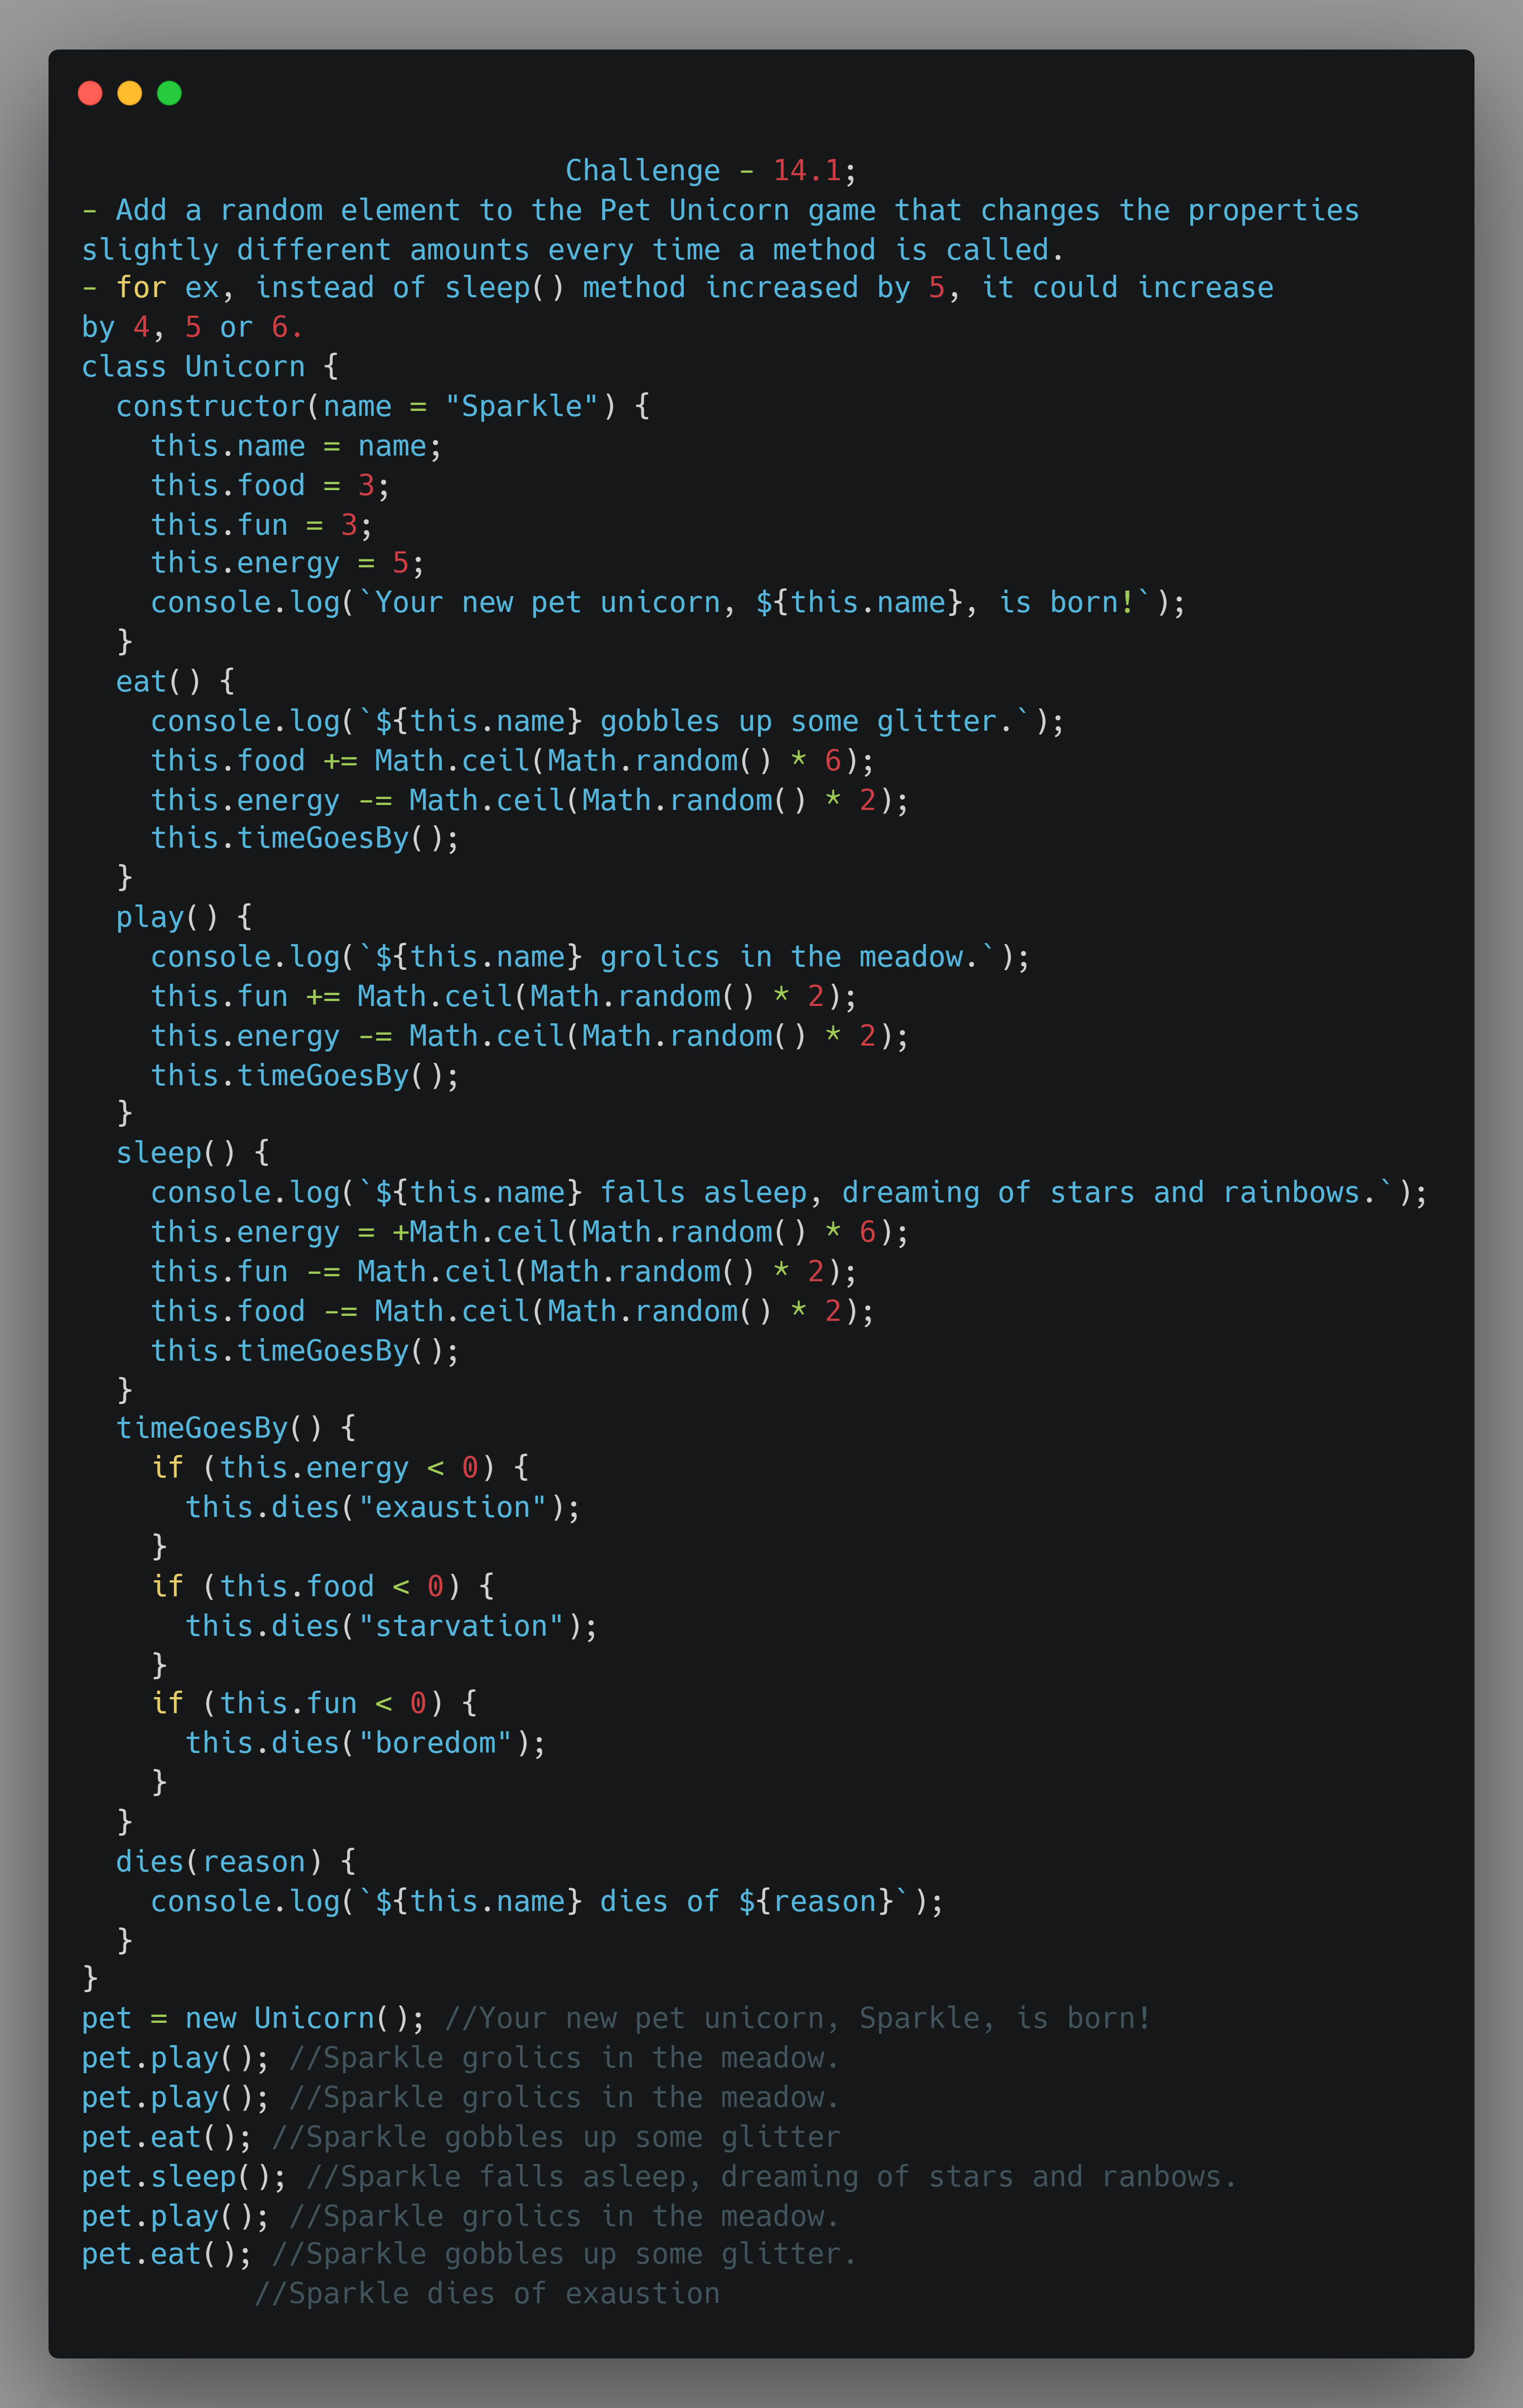 Challenge - 14.1;
- Add a random element to the Pet Unicorn game that changes the properties
slightly different amounts every time a method is called.
- for ex, instead of sleep() method increased by 5, it could increase
by 4, 5 or 6.
class Unicorn {
  constructor(name = "Sparkle") {
    this.name = name;
    this.food = 3;
    this.fun = 3;
    this.energy = 5;
    console.log(`Your new pet unicorn, ${this.name}, is born!`);
  }
  eat() {
    console.log(`${this.name} gobbles up some glitter.`);
    this.food += Math.ceil(Math.random() * 6);
    this.energy -= Math.ceil(Math.random() * 2);
    this.timeGoesBy();
  }
  play() {
    console.log(`${this.name} grolics in the meadow.`);
    this.fun += Math.ceil(Math.random() * 2);
    this.energy -= Math.ceil(Math.random() * 2);
    this.timeGoesBy();
  }
  sleep() {
    console.log(`${this.name} falls asleep, dreaming of stars and rainbows.`);
    this.energy = +Math.ceil(Math.random() * 6);
    this.fun -= Math.ceil(Math.random() * 2);
    this.food -= Math.ceil(Math.random() * 2);
    this.timeGoesBy();
  }
  timeGoesBy() {
    if (this.energy < 0) {
      this.dies("exaustion");
    }
    if (this.food < 0) {
      this.dies("starvation");
    }
    if (this.fun < 0) {
      this.dies("boredom");
    }
  }
  dies(reason) {
    console.log(`${this.name} dies of ${reason}`);
  }
}
pet = new Unicorn(); //Your new pet unicorn, Sparkle, is born!
pet.play(); //Sparkle grolics in the meadow.
pet.play(); //Sparkle grolics in the meadow.
pet.eat(); //Sparkle gobbles up some glitter
pet.sleep(); //Sparkle falls asleep, dreaming of stars and ranbows.
pet.play(); //Sparkle grolics in the meadow.
pet.eat(); //Sparkle gobbles up some glitter.
          //Sparkle dies of exaustion